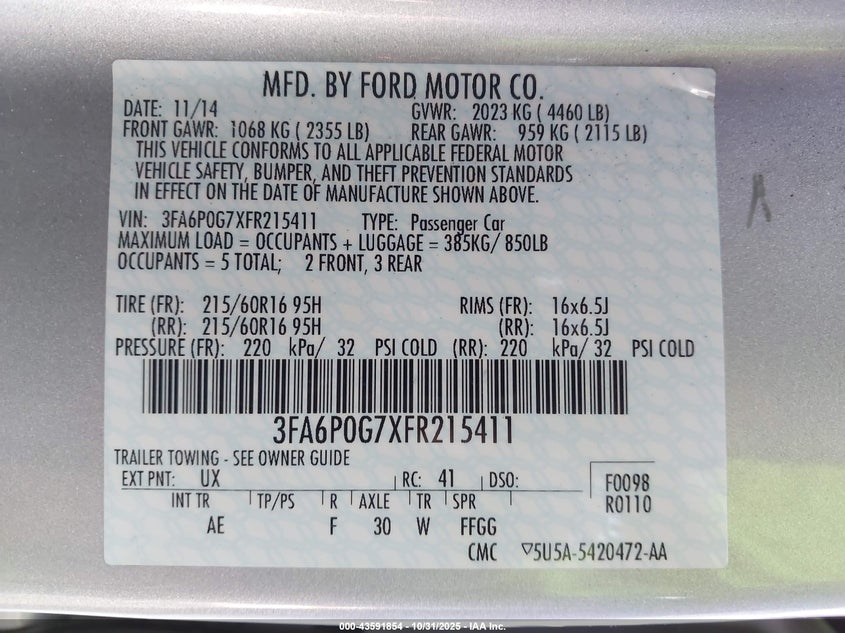 MFD. BY FORD MOTOR CO.
DATE: 11/14 GVWR: 2023 KG ( 4460 LB)
FRONT GAWR: 1068 KG ( 2355 LB) REAR GAWR: 959 KG ( 2115 LB)
THIS VEHICLE CONFORMS TO ALL APPLICABLE FEDERAL MOTOR
VEHICLE SAFETY, BUMPER, AND THEFT PREVENTION STANDARDS
IN EFFECT ON THE DATE OF MANUFACTURE SHOWN ABOVE.
VIN: 3FA6P0G7XFR215411 TYPE: Passenger Car
MAXIMUM LOAD = OCCUPANTS + LUGGAGE = 385KG/ 850LB
OCCUPANTS = 5 TOTAL; 2 FRONT, 3 REAR
TIRE (FR): 215/60R16 95H RIMS (FR): 16x6.5J
(RR): 215/60R16 95H (RR): 16x6.5J
PRESSURE (FR): 220 kPa/ 32 PSI COLD (RR): 220 kPa/ 32 PSI COLD
3FA6P0G7XFR215411
TRAILER TOWING - SEE OWNER GUIDE
EXT PNT: UX RC: 41 DSO: F0098
INT TR TP/PS R AXLE TR SPR R0110
AE F 30 W FFGG
CMC ▽5U5A-5420472-AA
000-43591854 - 10/31/2025 - IAA Inc.